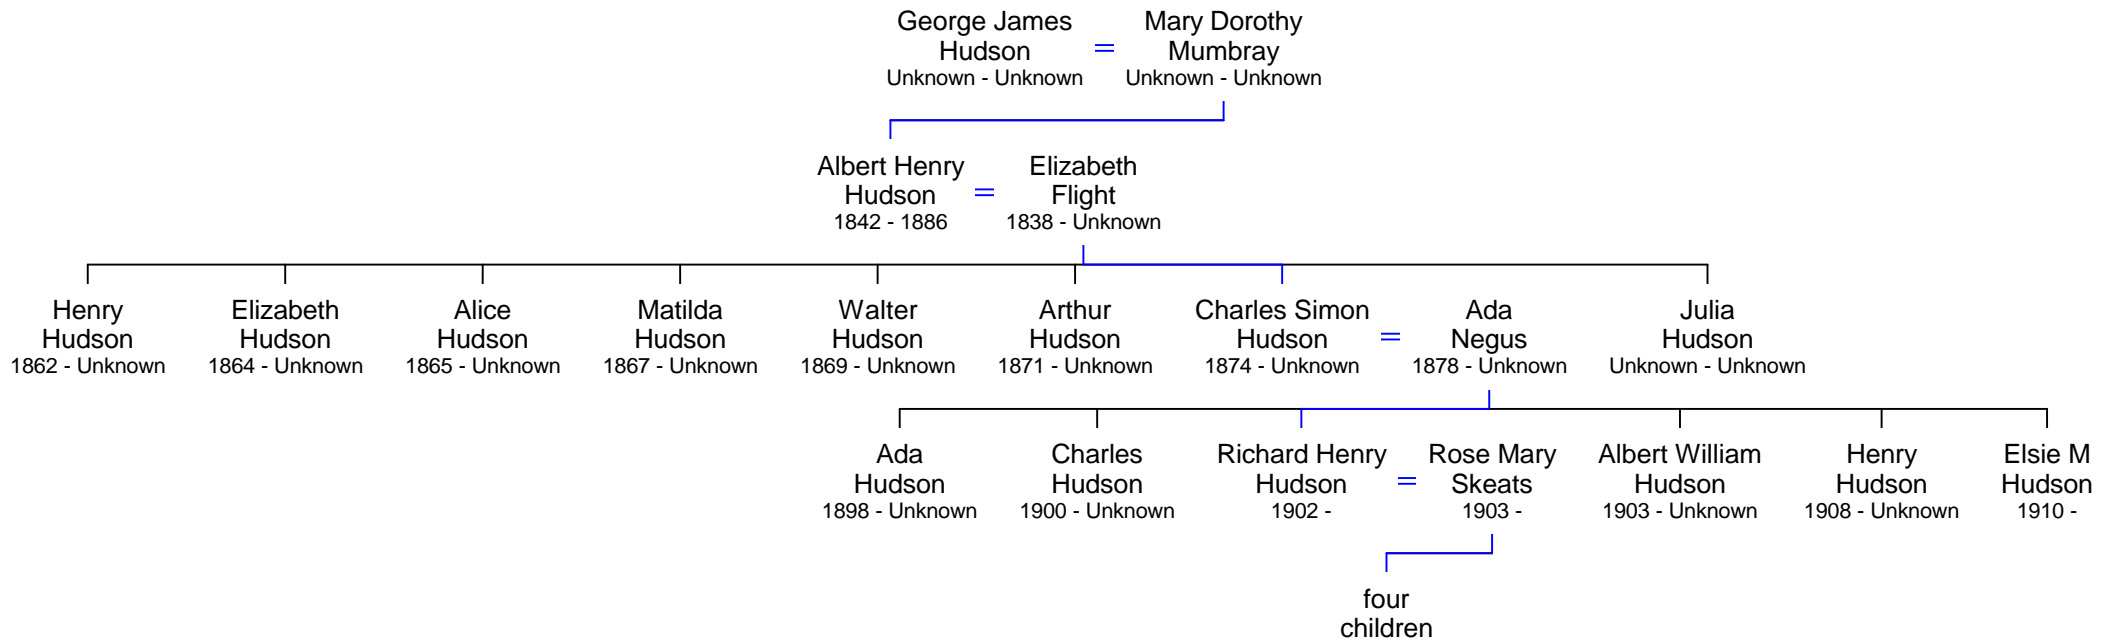 George James
Hudson
Unknown - Unknown
=
Mary Dorothy
Mumbray
Unknown - Unknown
Albert Henry
Hudson
1842 - 1886
=
Elizabeth
Flight
1838 - Unknown
Henry
Hudson
1862 - Unknown
Elizabeth
Hudson
1864 - Unknown
Alice
Hudson
1865 - Unknown
Matilda
Hudson
1867 - Unknown
Walter
Hudson
1869 - Unknown
Arthur
Hudson
1871 - Unknown
Charles Simon
Hudson
1874 - Unknown
=
Ada
Negus
1878 - Unknown
Julia
Hudson
Unknown - Unknown
Ada
Hudson
1898 - Unknown
Charles
Hudson
1900 - Unknown
Richard Henry
Hudson
1902 -
=
Rose Mary
Skeats
1903 -
Albert William
Hudson
1903 - Unknown
Henry
Hudson
1908 - Unknown
Elsie M
Hudson
1910 -
four
children